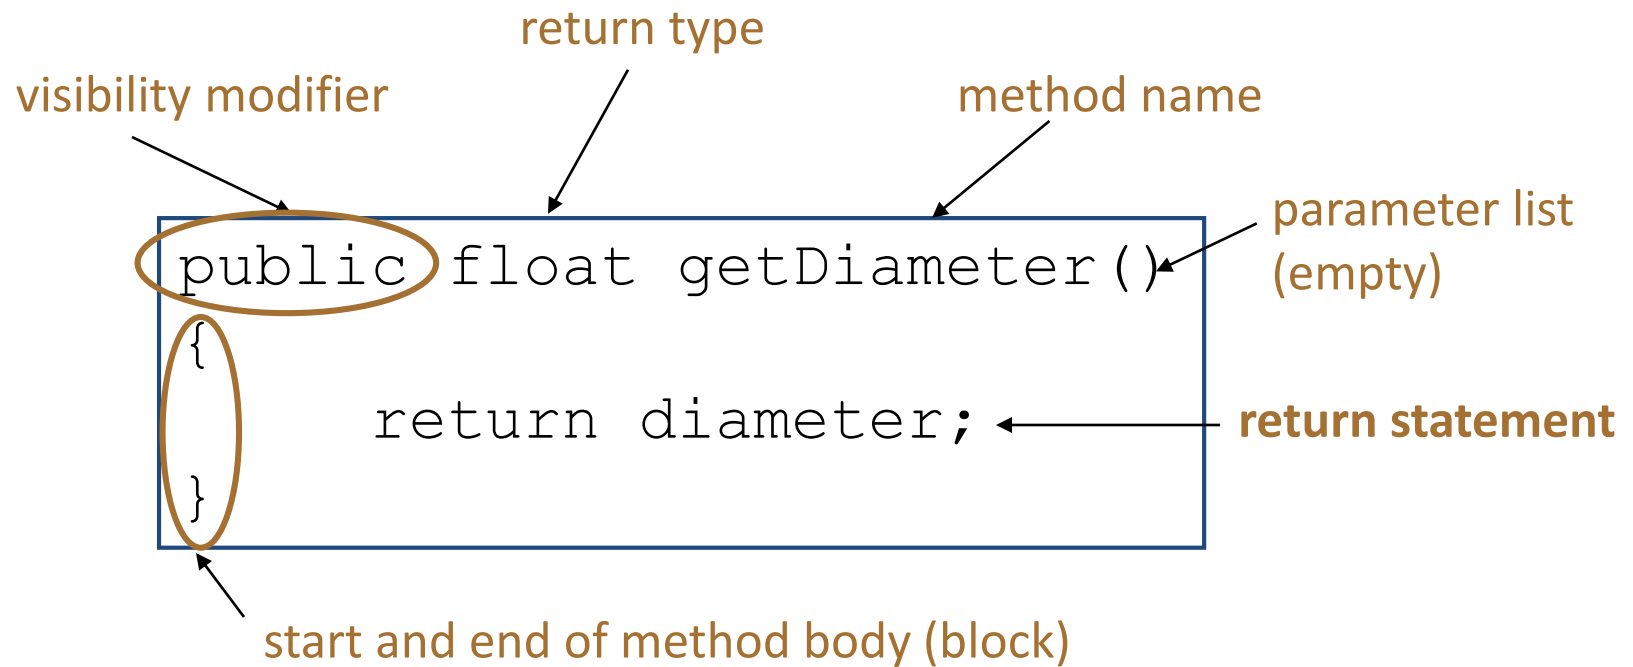 return type
visibility modifier
method name
parameter list
(empty)
public float getDiameter()
{
return diameter;
return statement
}
start and end of method body (block)